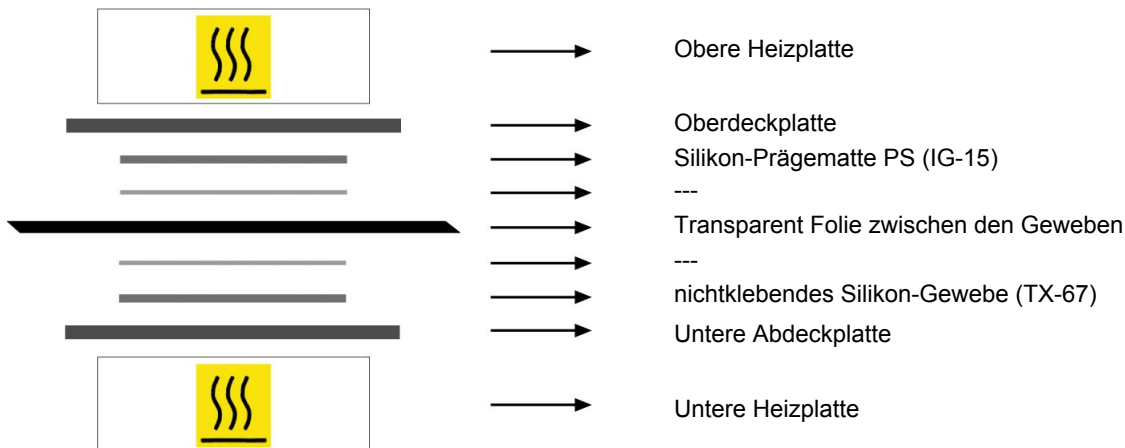 Obere Heizplatte
Oberdeckplatte
Silikon-Prägematte PS (IG-15)
---
Transparent Folie zwischen den Geweben
---
nichtklebendes Silikon-Gewebe (TX-67)
Untere Abdeckplatte
Untere Heizplatte